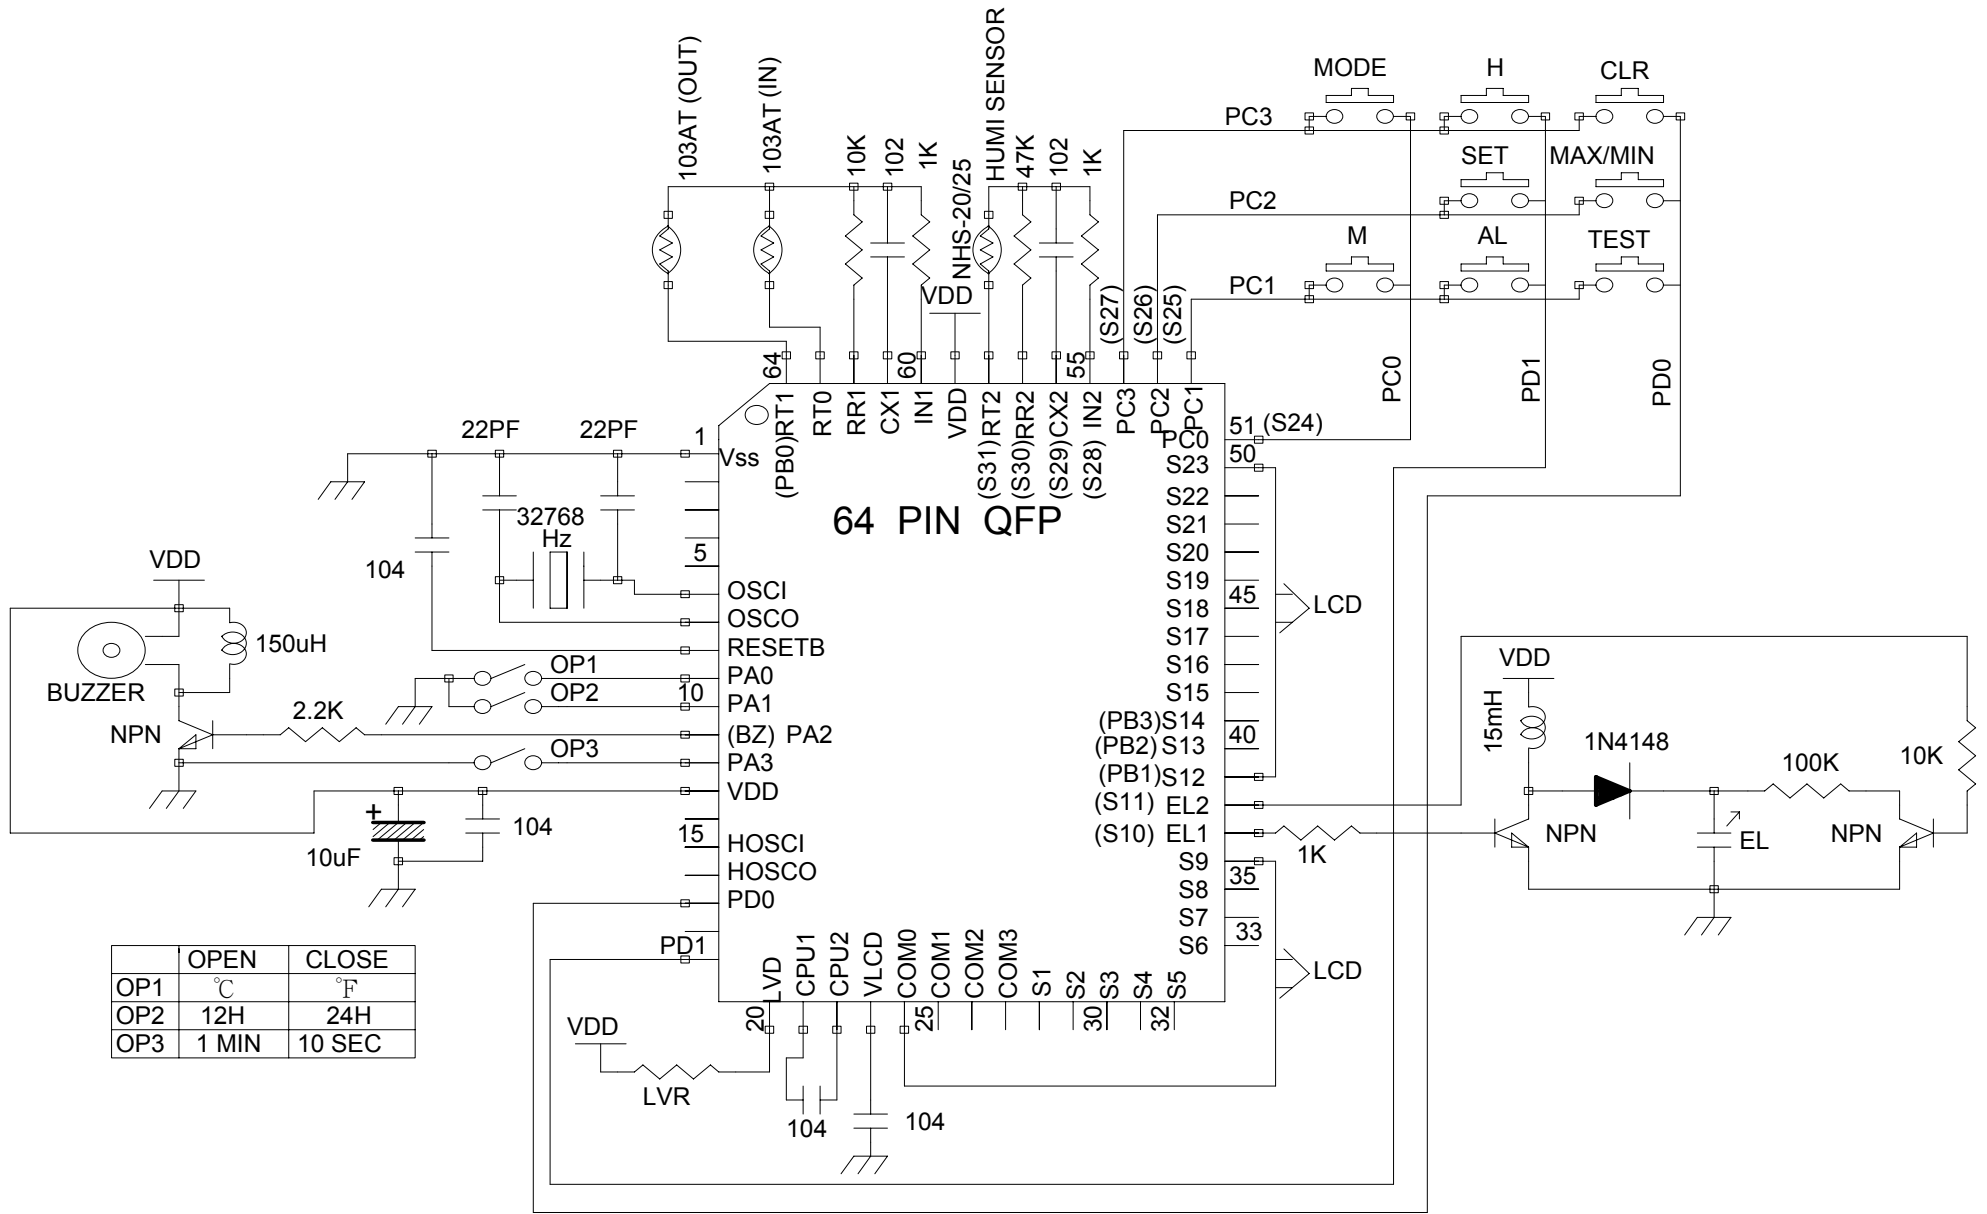 103AT (OUT)
103AT (IN)
10K
102
1K
NHS-20/25
HUMI SENSOR
47K
102
1K
VDD
(S27)
(S26)
(S25)
MODE
H
CLR
PC3
SET
MAX/MIN
PC2
M
AL
TEST
PC1
PC0
PD1
PD0
64
60
55
(PB0)RT1
RT0
RR1
CX1
IN1
VDD
(S31) RT2
(S30)RR2
(S29) CX2
(S28) IN2
PC3
PC2
PC1
64 PIN QFP
22PF
22PF
1
Vss
32768
Hz
104
5
OSCI
OSCO
RESETB
VDD
BUZZER
150uH
NPN
2.2K
OP1
PA0
OP2
10
PA1
(BZ) PA2
OP3
PA3
VDD
+
10uF
104
15
HOSCI
HOSCO
PD0
PD1
PC0
51 (S24)
S23
50
S22
S21
S20
S19
S18
45
S17
S16
S15
(PB3)S14
(PB2) S13
40
(PB1) S12
(S11) EL2
(S10) EL1
S9
S8
35
S7
S6
33
LCD
LCD
1K
VDD
15mH
NPN
1N4148
EL
100K
NPN
10K
LVD
CPU1
CPU2
VLCD
COM0
COM1
COM2
COM3
S1
S2
S3
S4
S5
20
25
30
32
VDD
LVR
104
104
OPEN CLOSE
OP1 ℃ ℉
OP2 12H 24H
OP3 1 MIN 10 SEC